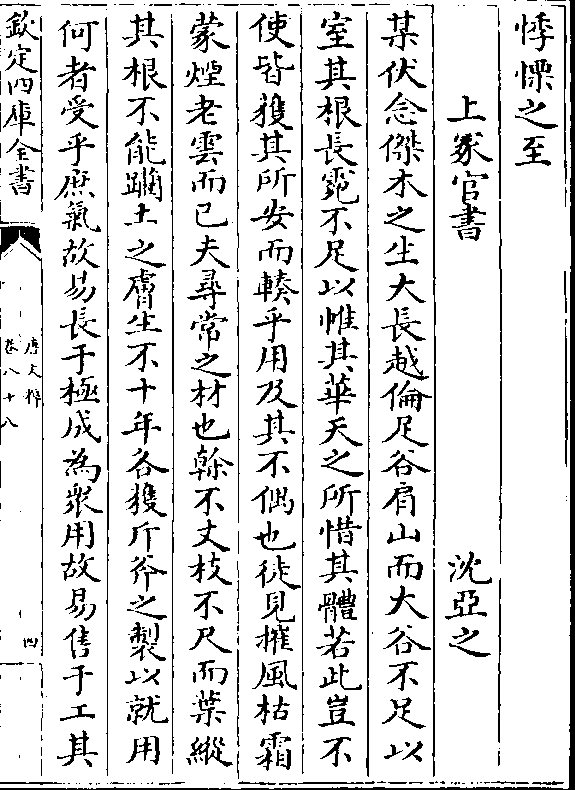 悸慄之至
上冢官書 沈亞之
某伏念傑木之生大長越倫足谷肩山而大谷不足以
室其根長霓不足以帷其華天之所惜其體若此豈不
使皆獲其所安而轃乎用及其不偶也徒見摧風枯霜
蒙煙老雲而已夫尋常之材也榦不丈枝不尺而葉縱
其根不能踰土之膚生不十年各獲斤斧之製以就用
何者受乎庶氣故易長于極成為衆用故易售于工其
欽定四庫全書
唐文粹
卷八十八
四